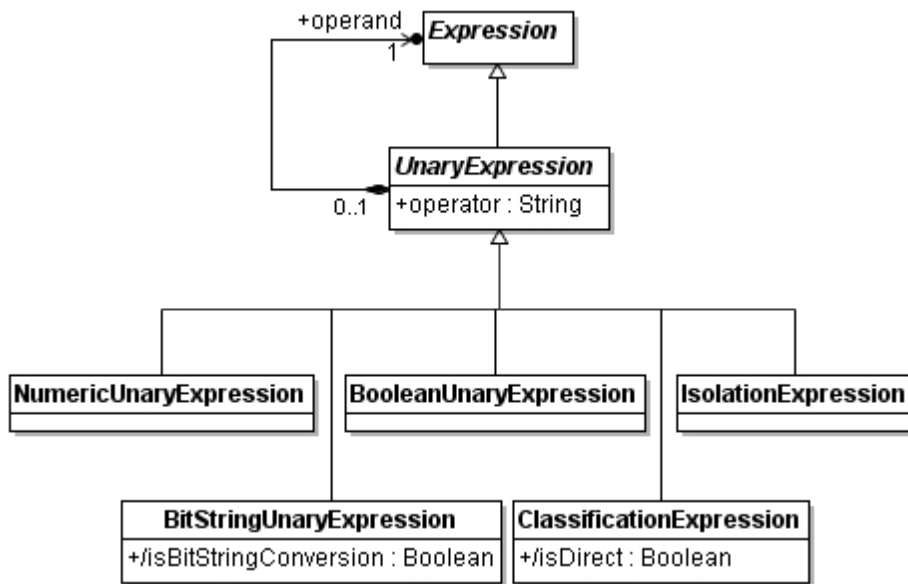 +operand
Expression
1
UnaryExpression
0..1
+operator : String
NumericUnaryExpression
BooleanUnaryExpression
IsolationExpression
BitStringUnaryExpression
+/isBitStringConversion : Boolean
ClassificationExpression
+/isDirect : Boolean